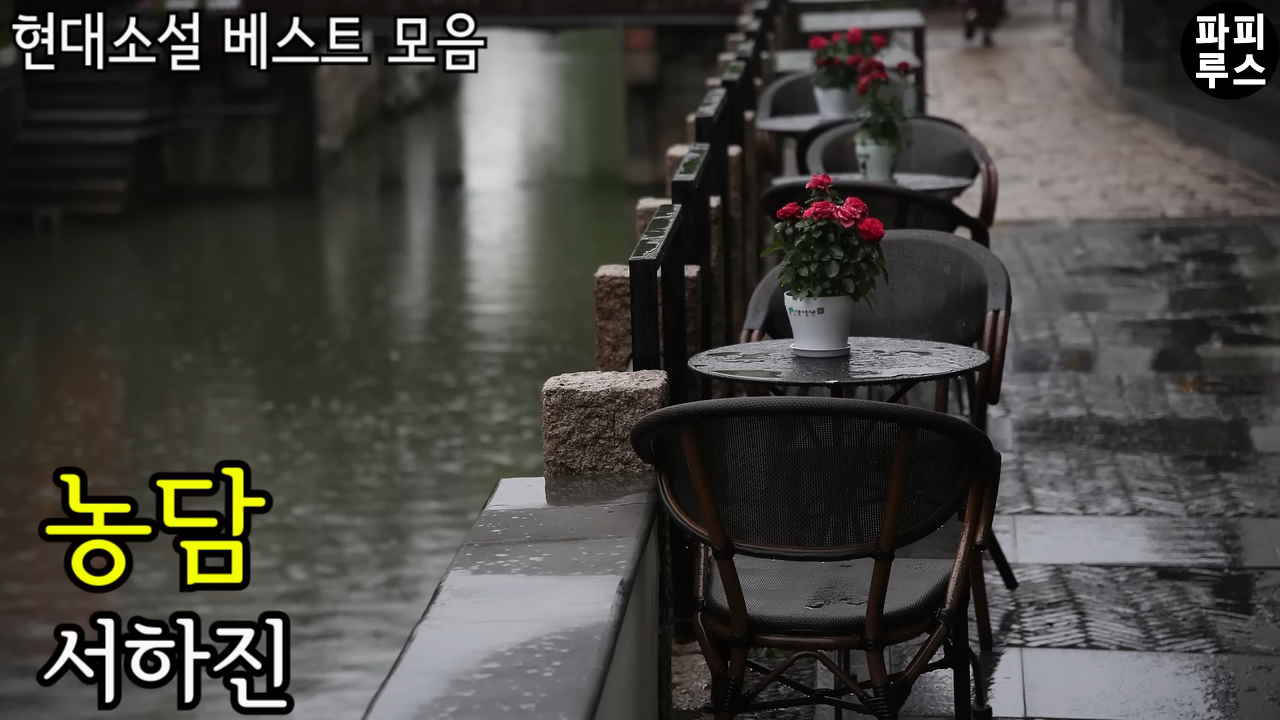 현대소설 베스트 모음
파피
루스
농담
서하진